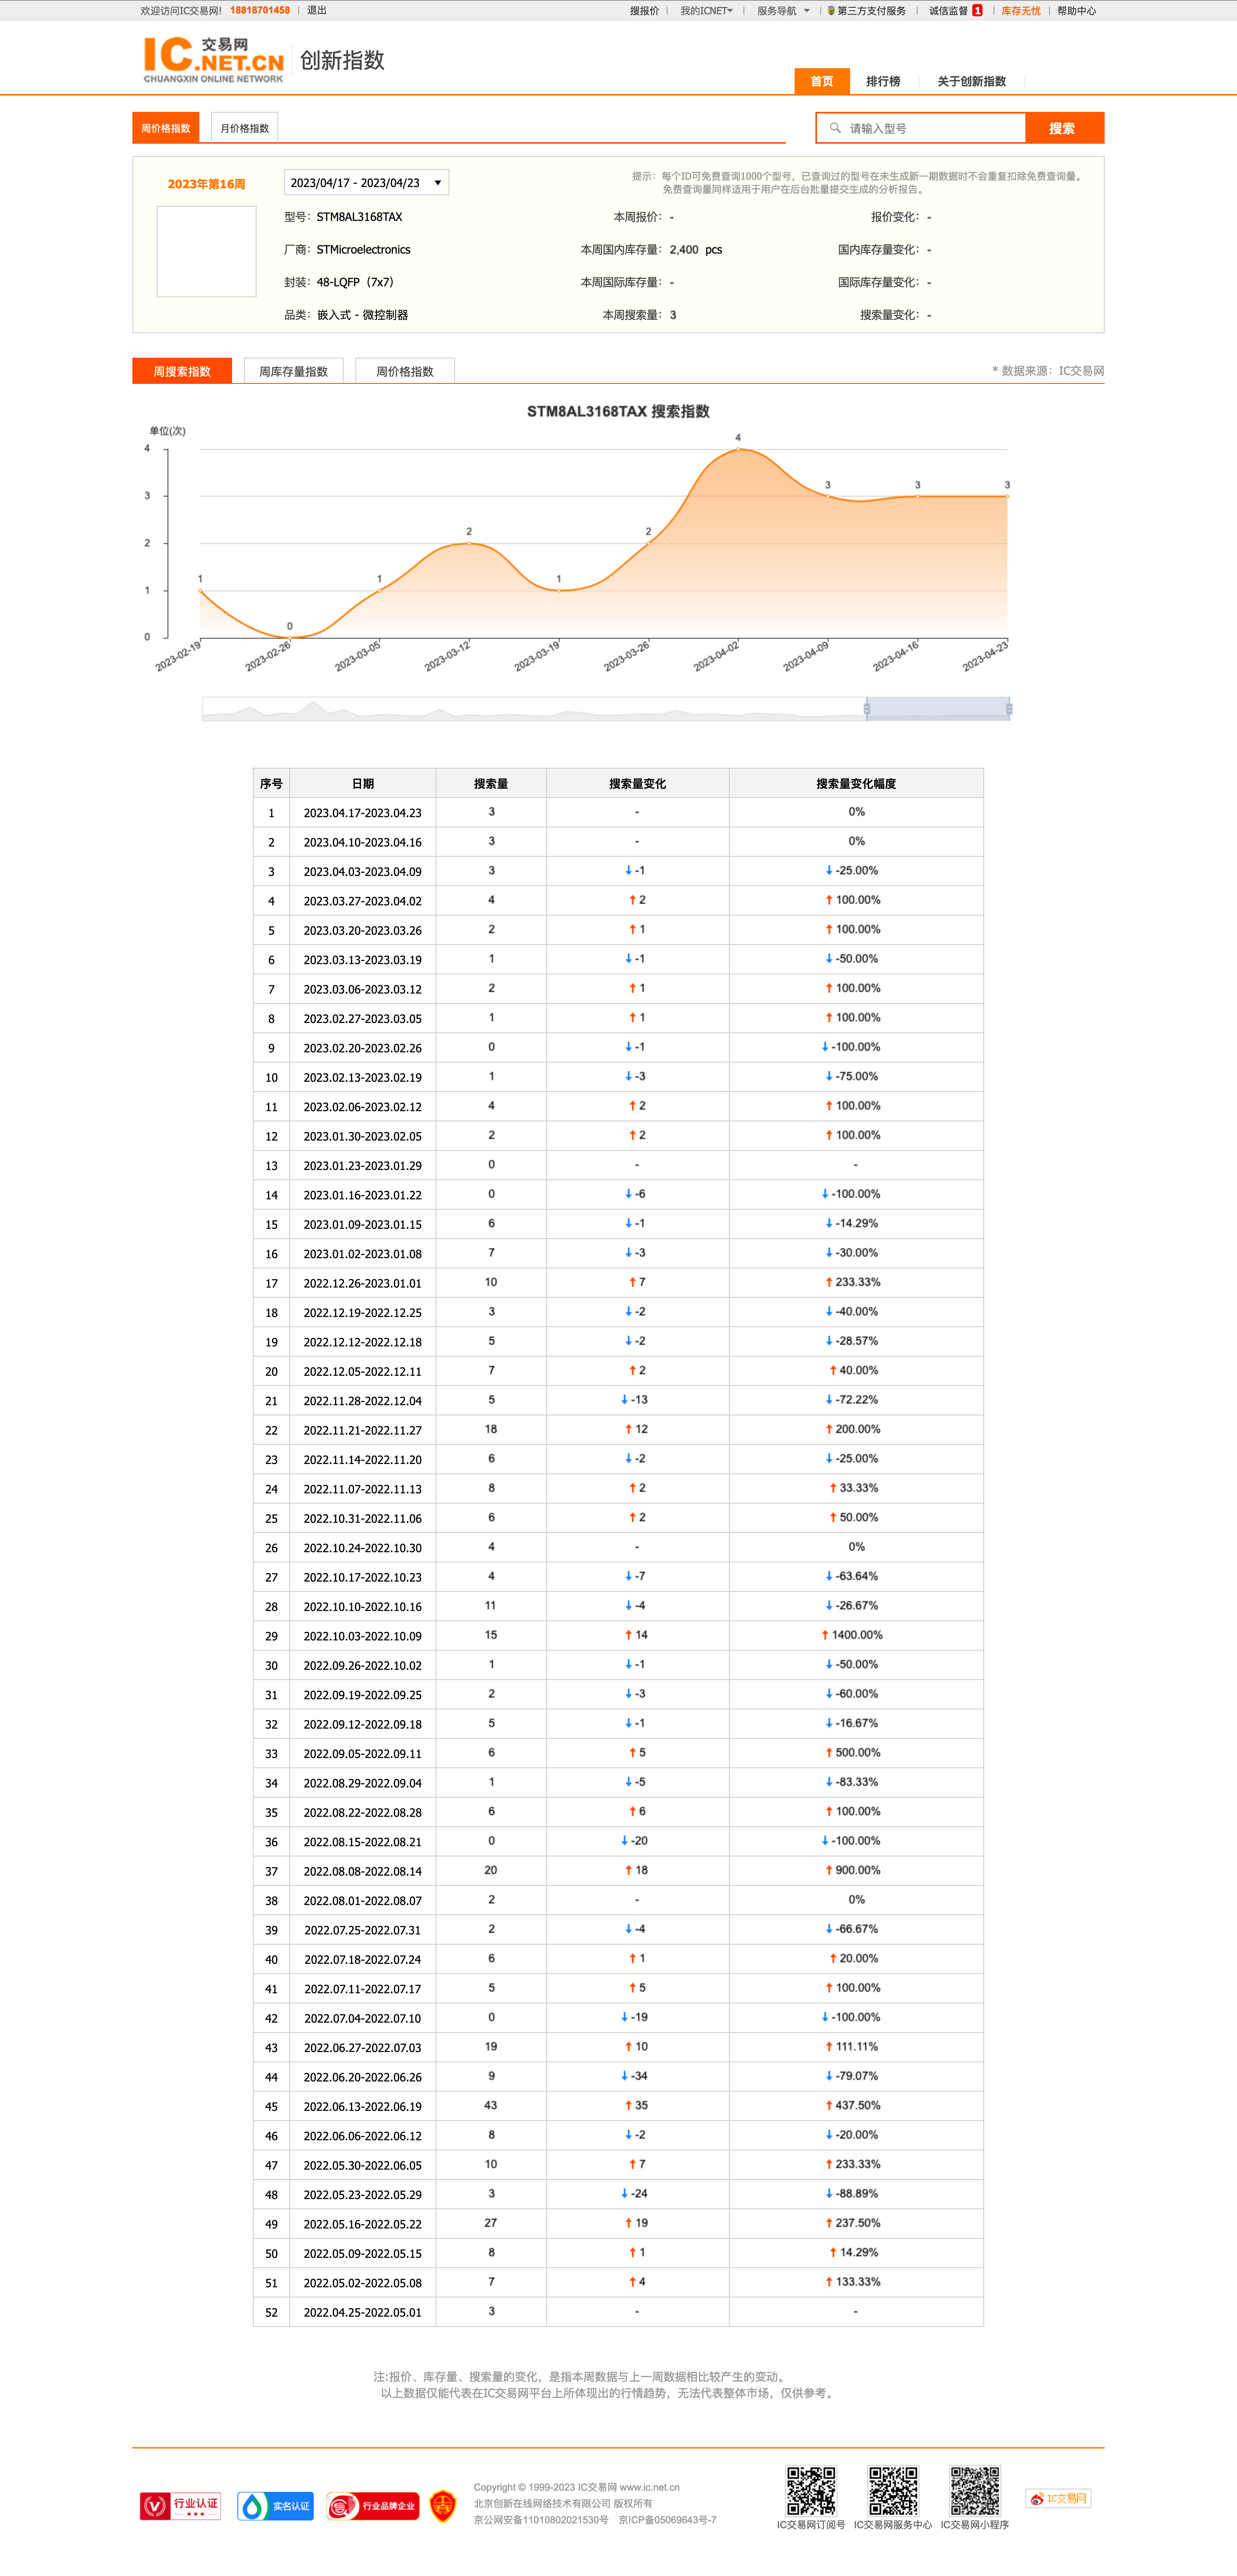 欢迎访问IC交易网! 18818701458 | 退出 搜报价 | 我的ICNET | 服务导航 | 第三方支付服务 | 诚信监督 1 | 库存无忧 | 帮助中心
IC 交易网
.NET.CN
CHUANGXIN ONLINE NETWORK
创新指数
首页 排行榜 关于创新指数
周价格指数 月价格指数 请输入型号 搜索
2023年第16周 2023/04/17 - 2023/04/23
提示：每个ID可免费查询1000个型号，已查询过的型号在未生成新一期数据时不会重复扣除免费查询量。
免费查询量同样适用于用户在后台批量提交生成的分析报告。
型号：STM8AL3168TAX 本周报价：- 报价变化：-
厂商：STMicroelectronics 本周国内库存量：2,400 pcs 国内库存量变化：-
封装：48-LQFP（7x7） 本周国际库存量：- 国际库存量变化：-
品类：嵌入式 - 微控制器 本周搜索量：3 搜索量变化：-
周搜索指数 周库存量指数 周价格指数 * 数据来源：IC交易网
STM8AL3168TAX 搜索指数
单位(次)
4
3
2
1
0
1 0 1 2 1 2 4 3 3 3
2023-02-19 2023-02-26 2023-03-05 2023-03-12 2023-03-19 2023-03-26 2023-04-02 2023-04-09 2023-04-16 2023-04-23
序号 日期 搜索量 搜索量变化 搜索量变化幅度
1 2023.04.17-2023.04.23 3 - 0%
2 2023.04.10-2023.04.16 3 - 0%
3 2023.04.03-2023.04.09 3 ↓-1 ↓-25.00%
4 2023.03.27-2023.04.02 4 ↑2 ↑100.00%
5 2023.03.20-2023.03.26 2 ↑1 ↑100.00%
6 2023.03.13-2023.03.19 1 ↓-1 ↓-50.00%
7 2023.03.06-2023.03.12 2 ↑1 ↑100.00%
8 2023.02.27-2023.03.05 1 ↑1 ↑100.00%
9 2023.02.20-2023.02.26 0 ↓-1 ↓-100.00%
10 2023.02.13-2023.02.19 1 ↓-3 ↓-75.00%
11 2023.02.06-2023.02.12 4 ↑2 ↑100.00%
12 2023.01.30-2023.02.05 2 ↑2 ↑100.00%
13 2023.01.23-2023.01.29 0 - -
14 2023.01.16-2023.01.22 0 ↓-6 ↓-100.00%
15 2023.01.09-2023.01.15 6 ↓-1 ↓-14.29%
16 2023.01.02-2023.01.08 7 ↓-3 ↓-30.00%
17 2022.12.26-2023.01.01 10 ↑7 ↑233.33%
18 2022.12.19-2022.12.25 3 ↓-2 ↓-40.00%
19 2022.12.12-2022.12.18 5 ↓-2 ↓-28.57%
20 2022.12.05-2022.12.11 7 ↑2 ↑40.00%
21 2022.11.28-2022.12.04 5 ↓-13 ↓-72.22%
22 2022.11.21-2022.11.27 18 ↑12 ↑200.00%
23 2022.11.14-2022.11.20 6 ↓-2 ↓-25.00%
24 2022.11.07-2022.11.13 8 ↑2 ↑33.33%
25 2022.10.31-2022.11.06 6 ↑2 ↑50.00%
26 2022.10.24-2022.10.30 4 - 0%
27 2022.10.17-2022.10.23 4 ↓-7 ↓-63.64%
28 2022.10.10-2022.10.16 11 ↓-4 ↓-26.67%
29 2022.10.03-2022.10.09 15 ↑14 ↑1400.00%
30 2022.09.26-2022.10.02 1 ↓-1 ↓-50.00%
31 2022.09.19-2022.09.25 2 ↓-3 ↓-60.00%
32 2022.09.12-2022.09.18 5 ↓-1 ↓-16.67%
33 2022.09.05-2022.09.11 6 ↑5 ↑500.00%
34 2022.08.29-2022.09.04 1 ↓-5 ↓-83.33%
35 2022.08.22-2022.08.28 6 ↑6 ↑100.00%
36 2022.08.15-2022.08.21 0 ↓-20 ↓-100.00%
37 2022.08.08-2022.08.14 20 ↑18 ↑900.00%
38 2022.08.01-2022.08.07 2 - 0%
39 2022.07.25-2022.07.31 2 ↓-4 ↓-66.67%
40 2022.07.18-2022.07.24 6 ↑1 ↑20.00%
41 2022.07.11-2022.07.17 5 ↑5 ↑100.00%
42 2022.07.04-2022.07.10 0 ↓-19 ↓-100.00%
43 2022.06.27-2022.07.03 19 ↑10 ↑111.11%
44 2022.06.20-2022.06.26 9 ↓-34 ↓-79.07%
45 2022.06.13-2022.06.19 43 ↑35 ↑437.50%
46 2022.06.06-2022.06.12 8 ↓-2 ↓-20.00%
47 2022.05.30-2022.06.05 10 ↑7 ↑233.33%
48 2022.05.23-2022.05.29 3 ↓-24 ↓-88.89%
49 2022.05.16-2022.05.22 27 ↑19 ↑237.50%
50 2022.05.09-2022.05.15 8 ↑1 ↑14.29%
51 2022.05.02-2022.05.08 7 ↑4 ↑133.33%
52 2022.04.25-2022.05.01 3 - -
注:报价、库存量、搜索量的变化，是指本周数据与上一周数据相比较产生的变动。
以上数据仅能代表在IC交易网平台上所体现出的行情趋势，无法代表整体市场，仅供参考。
行业认证 实名认证 行业品牌企业
Copyright © 1999-2023 IC交易网 www.ic.net.cn
北京创新在线网络技术有限公司 版权所有
京公网安备11010802021530号 京ICP备05069643号-7
IC交易网订阅号 IC交易网服务中心 IC交易网小程序
IC交易网